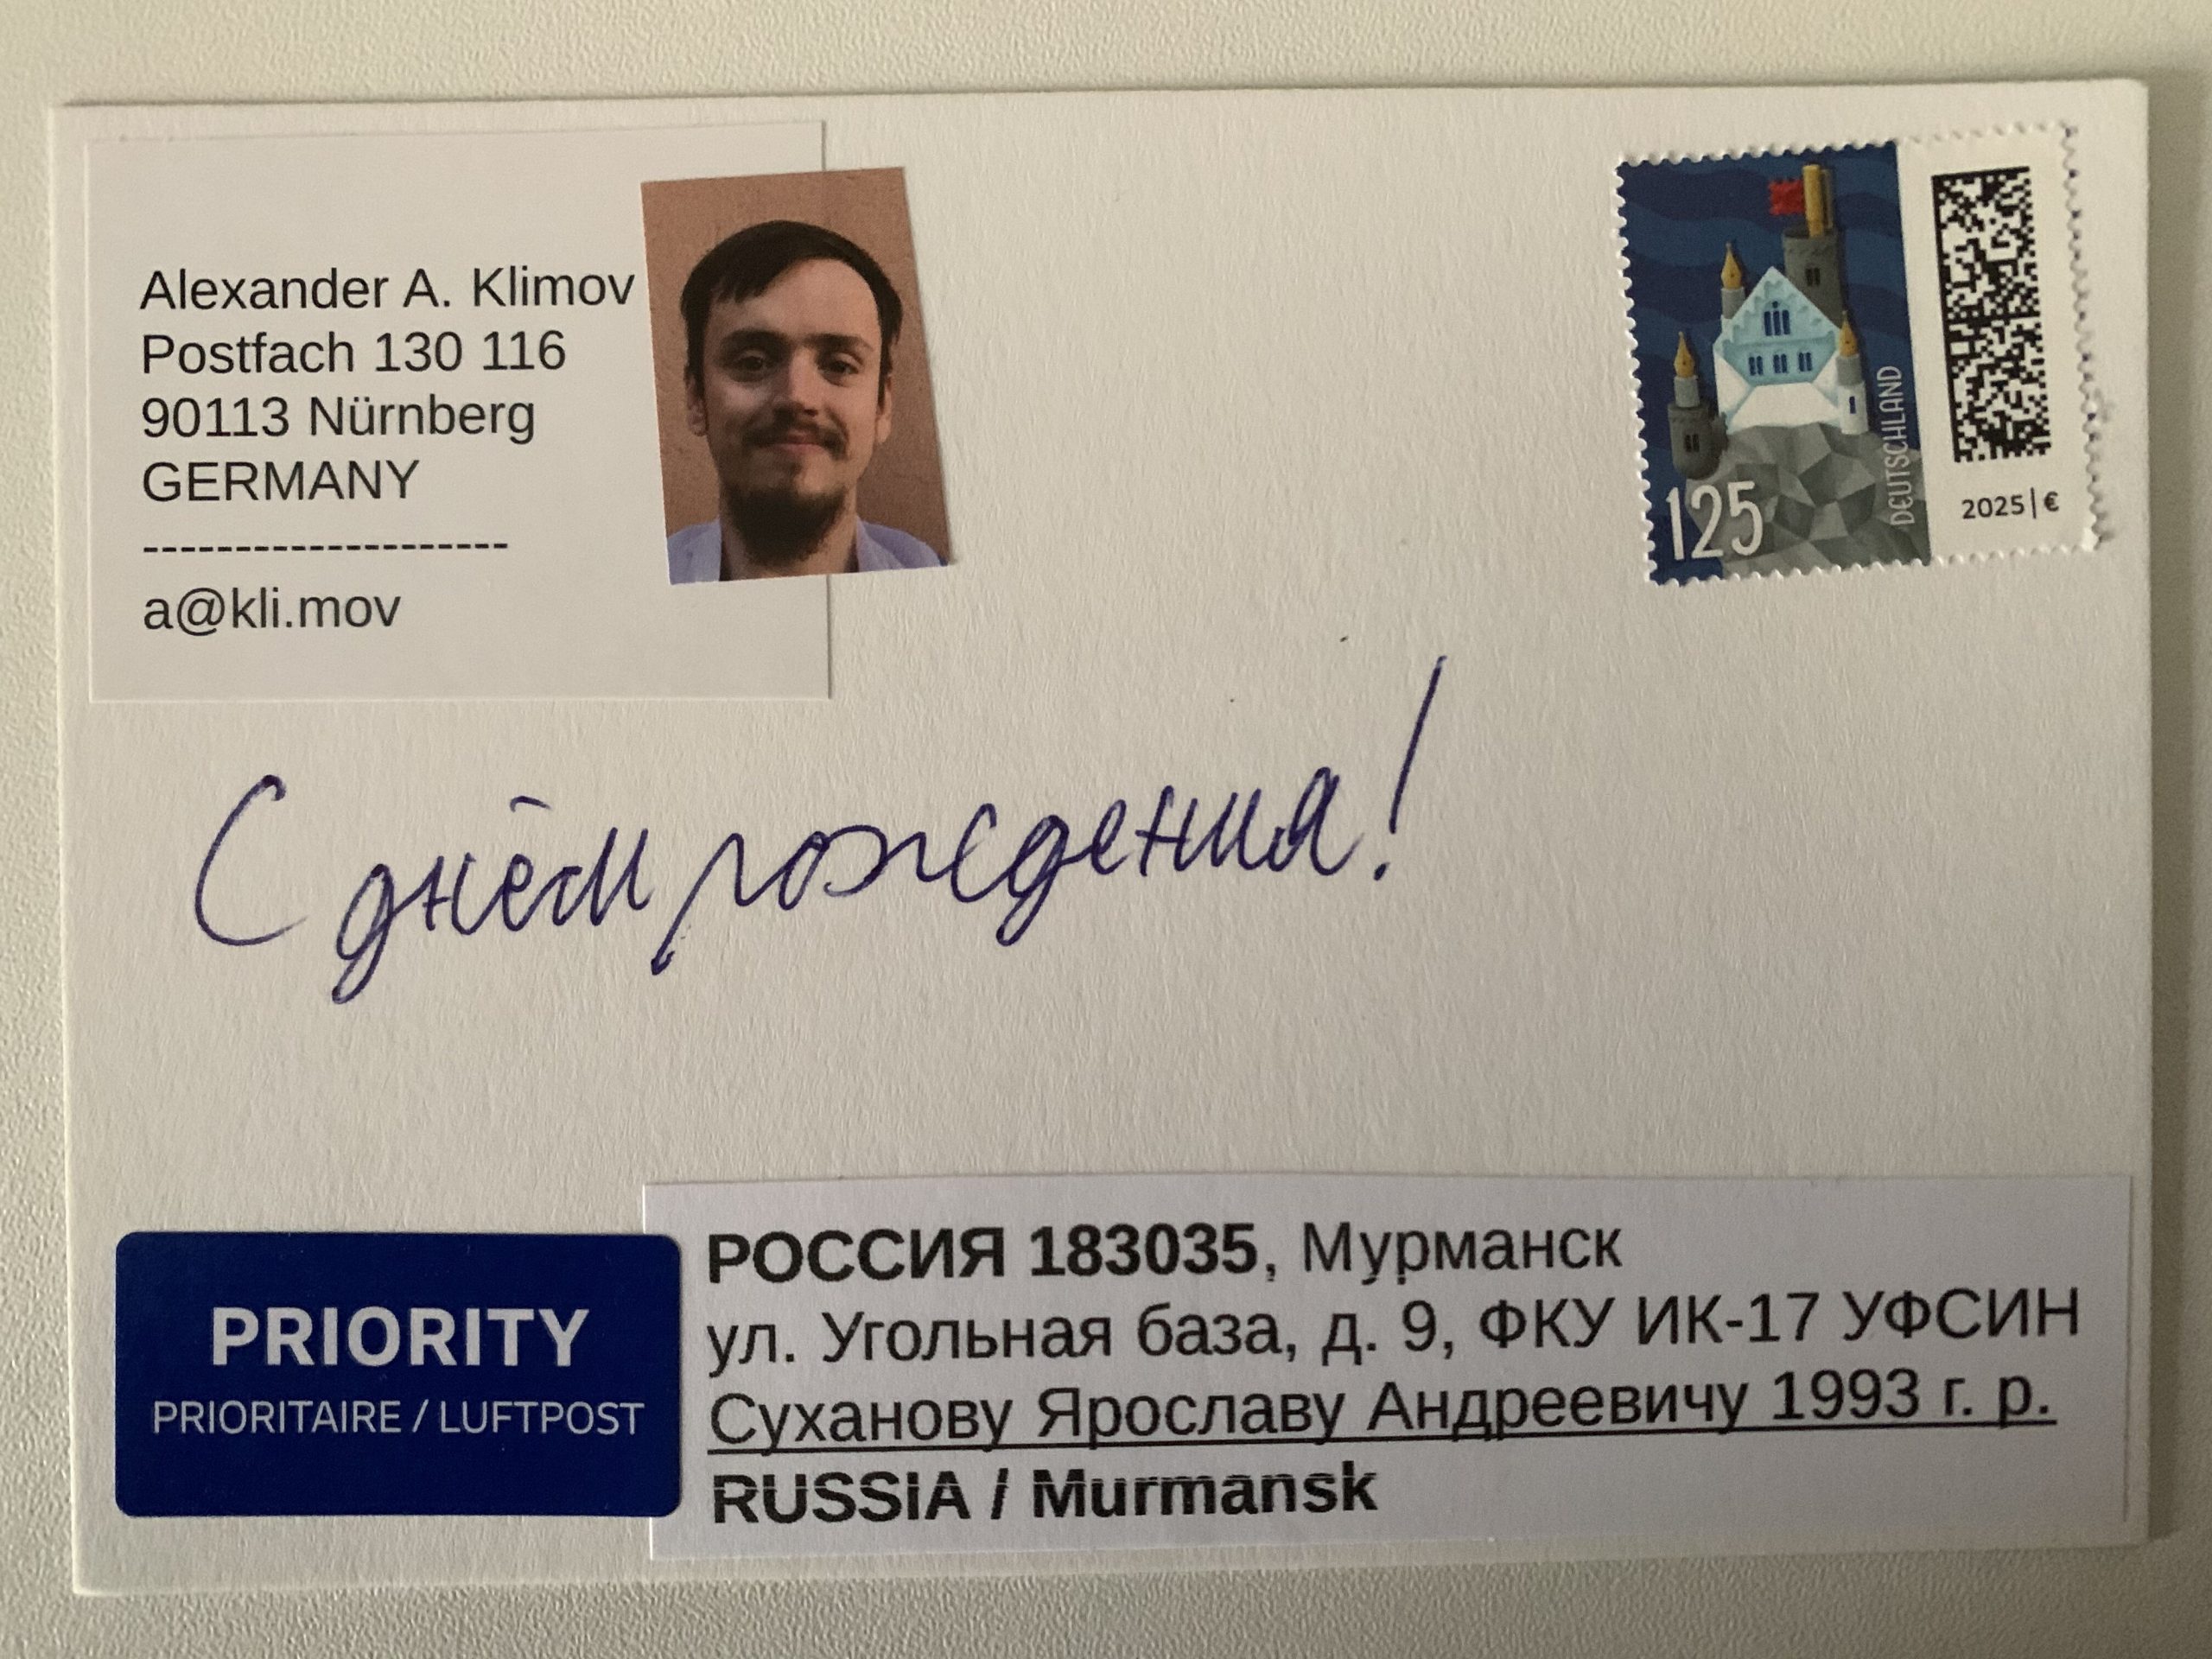 Alexander A. Klimov
Postfach 130 116
90113 Nürnberg
GERMANY
---------------------
a@kli.mov
125
DEUTSCHLAND
2025|€
С днём рождения!
PRIORITY
PRIORITAIRE / LUFTPOST
РОССИЯ 183035, Мурманск
ул. Угольная база, д. 9, ФКУ ИК-17 УФСИН
Суханову Ярославу Андреевичу 1993 г. р.
RUSSiA / Murmansk